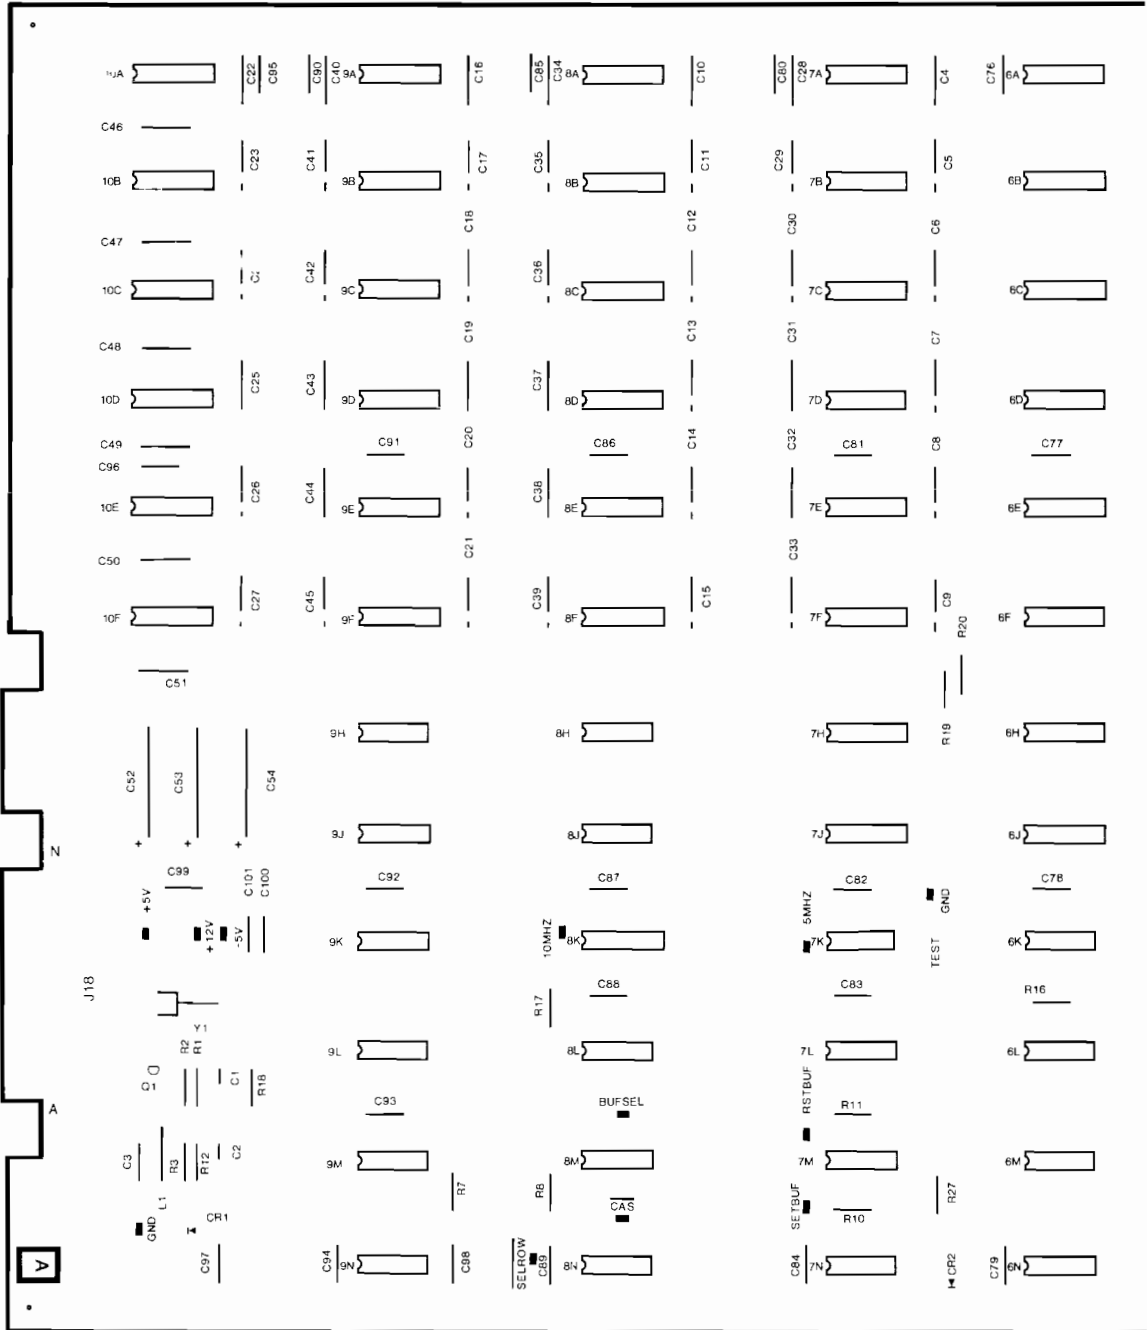 C22 C95 C90 C40 9A C16 C85 C34 8A C10 C80 C28 7A C4 C76 6A
C46
C23 C41 C17 C35 C11 C29 C5
10B 9B 8B 7B 6B
C18 C12 C30 C6
C47
C42 C36
10C 9C 8C 7C 6C
C19 C13 C31 C7
C48
C25 C43 C37
10D 9D 8D 7D 6D
C49 C91 C20 C86 C14 C32 C81 C8 C77
C96
C26 C44 C38
10E 9E 8E 7E 6E
C21 C33
C50
C27 C45 C39 C15 C9
10F 9F 8F 7F 6F
R20
C51
9H 8H 7H R19 6H
C52 C53 C54
+ + + 9J 8J 7J 6J
N
C99 C101 C100 C92 C87 C82 C78
+5V 5MHZ GND
+12V -5V 9K 10MHZ 8K 7K TEST 6K
J18 C88 C83 R16
R17
Y1
R2 R1 9L 8L 7L 6L
Q1 C1 R18 RSTBUF
A C93 BUFSEL R11
C3 R3 R12 C2 9M 8M 7M 6M
L1 R7 R8 CAS SETBUF R10 R27
GND CR1
A C97 C94 9N C98 SELROW C89 8N C84 7N CR2 C79 6N